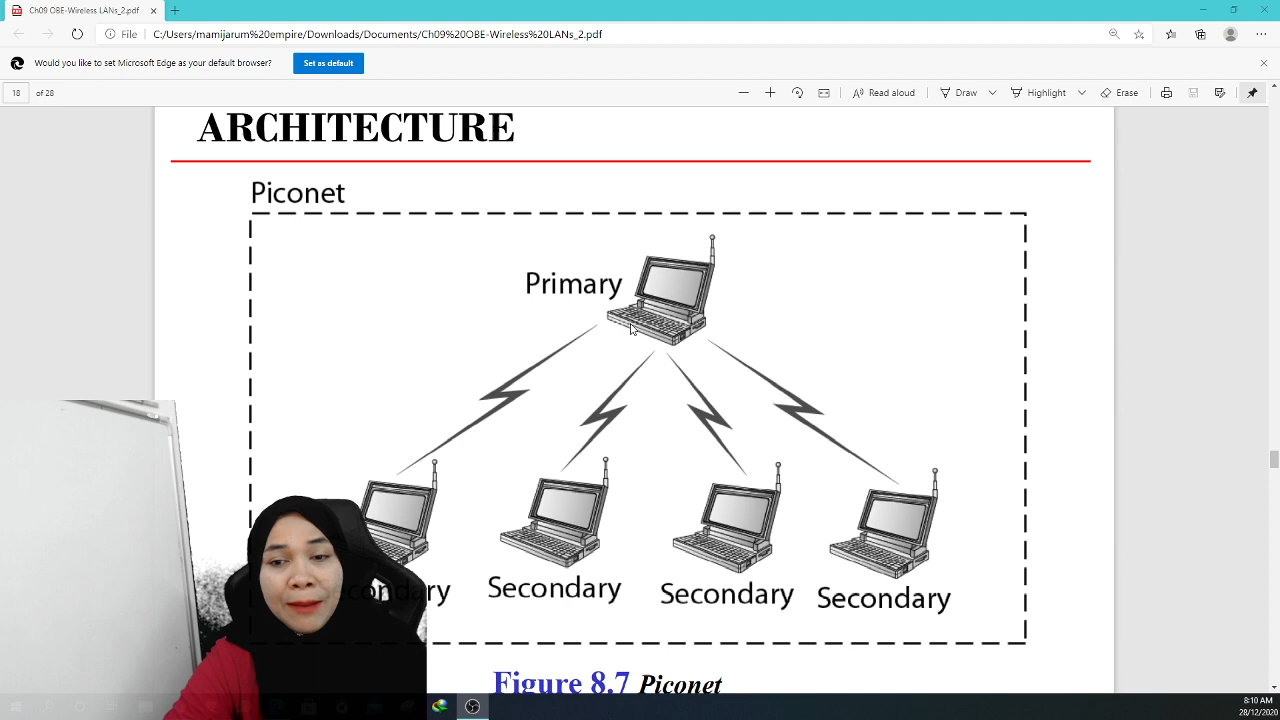 Ch09 OBE-Wireless LANs_2.pdf
File C:/Users/mamijarum%20empire/Downloads/Documents/Ch09%20OBE-Wireless%20LANs_2.pdf
Would you like to set Microsoft Edge as your default browser? Set as default
18 of 28 Read aloud Draw Highlight Erase
ARCHITECTURE
Piconet
Primary
Secondary
Secondary
Secondary
Secondary
Figure 8.7 Piconet
8:10 AM
28/12/2020